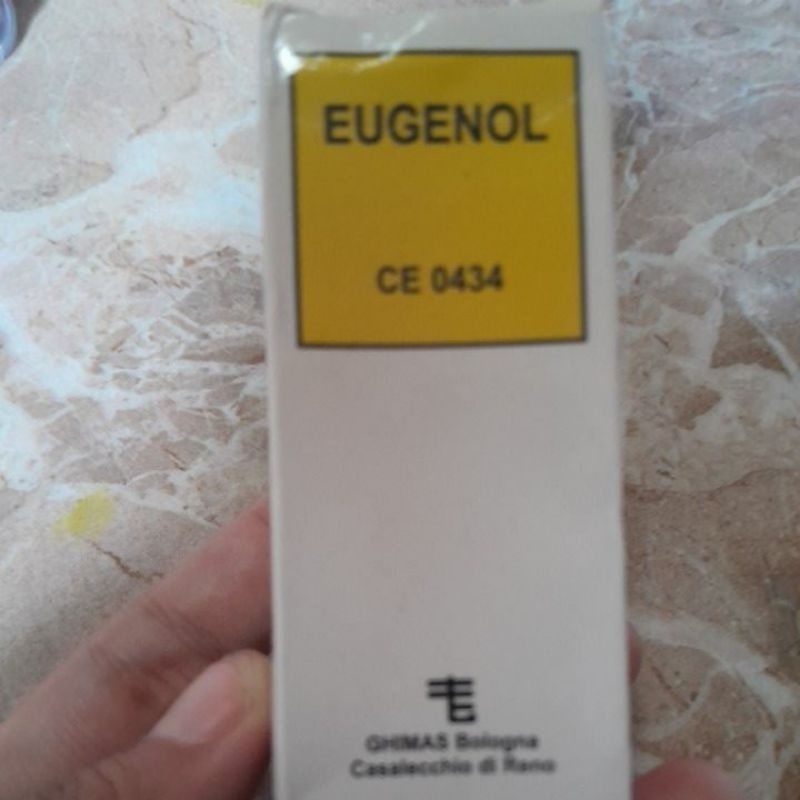 EUGENOL
CE 0434
GHIMAS Bologna
Casalecchio di Reno